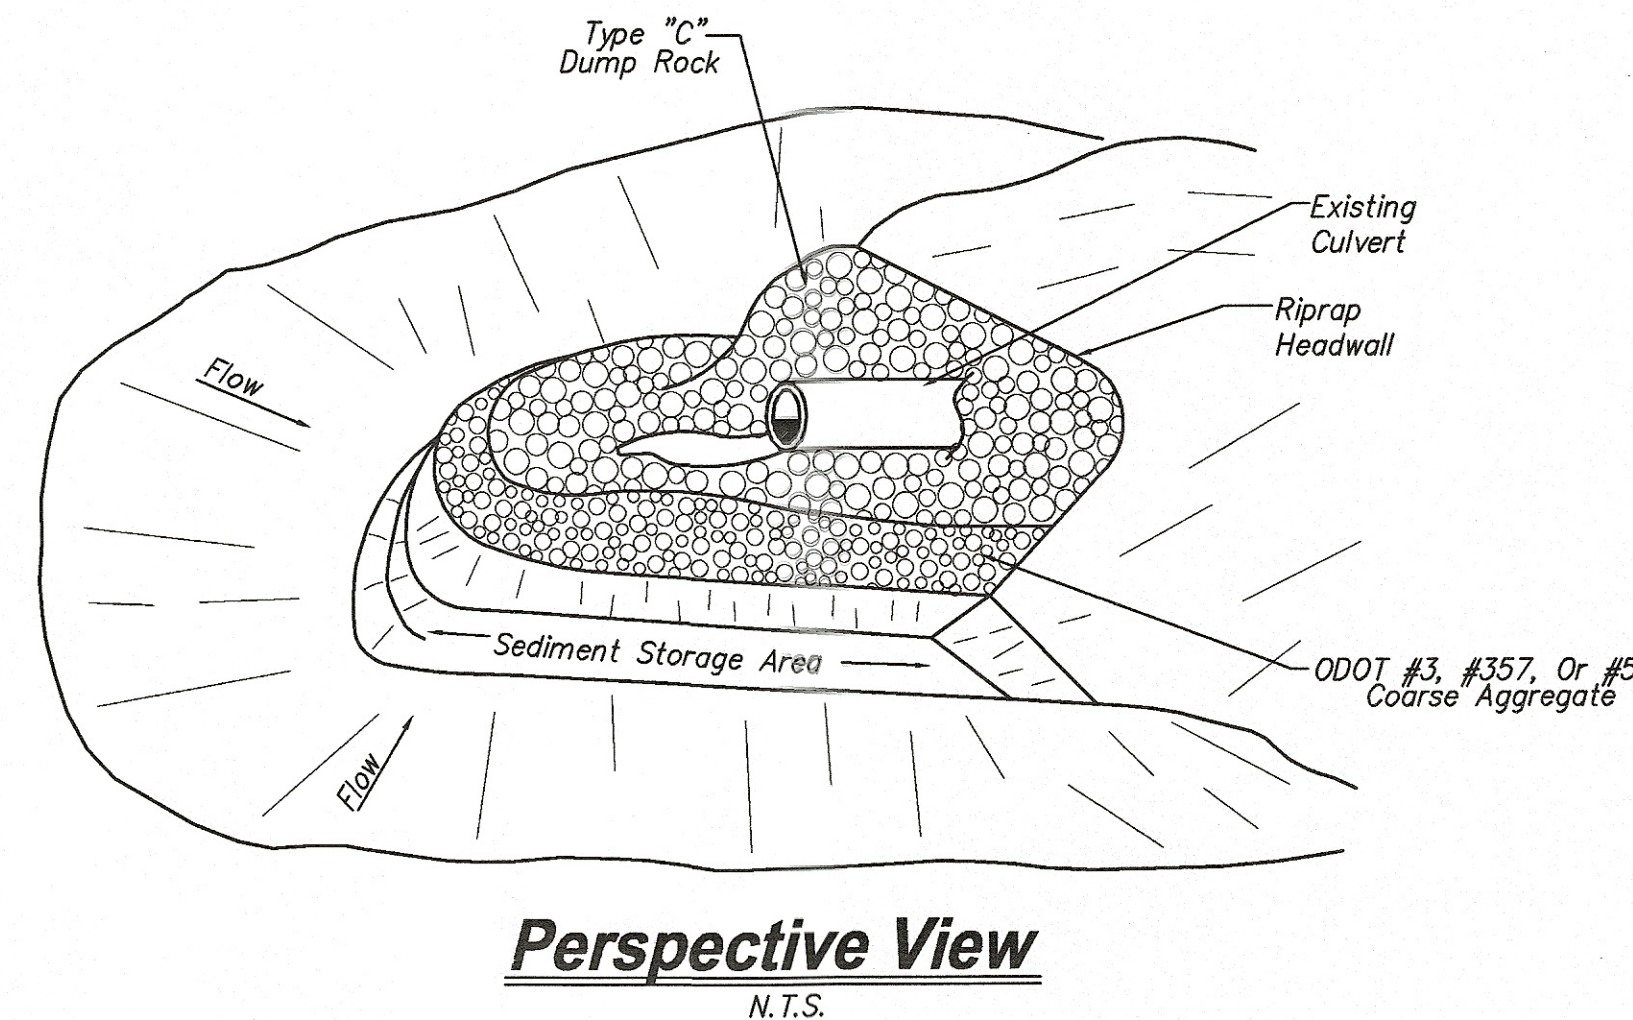 Type "C"
Dump Rock
Existing
Culvert
Riprap
Headwall
Flow
Sediment Storage Area
ODOT #3, #357, Or #5
Coarse Aggregate
Flow
Perspective View
N.T.S.